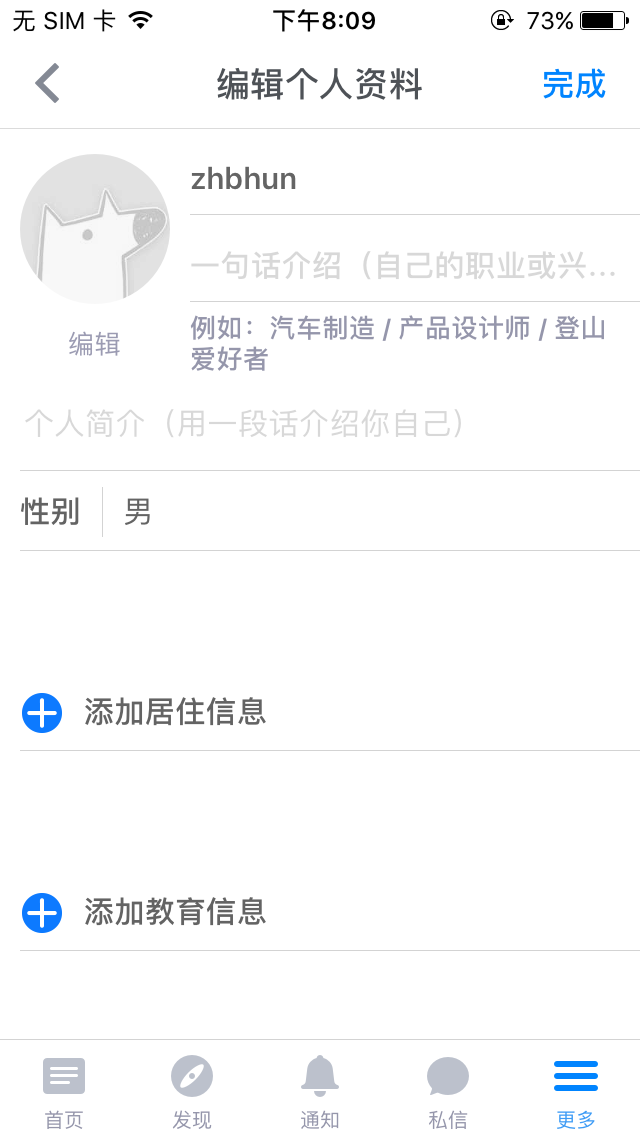 无 SIM 卡
下午8:09
73%
编辑个人资料
完成
zhbhun
一句话介绍（自己的职业或兴...
编辑
例如：汽车制造 / 产品设计师 / 登山
爱好者
个人简介（用一段话介绍你自己）
性别
男
添加居住信息
添加教育信息
首页
发现
通知
私信
更多